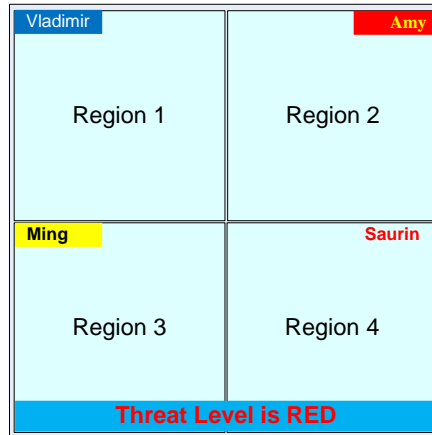 Vladimir
Amy
Region 1
Region 2
Ming
Saurin
Region 3
Region 4
Threat Level is RED